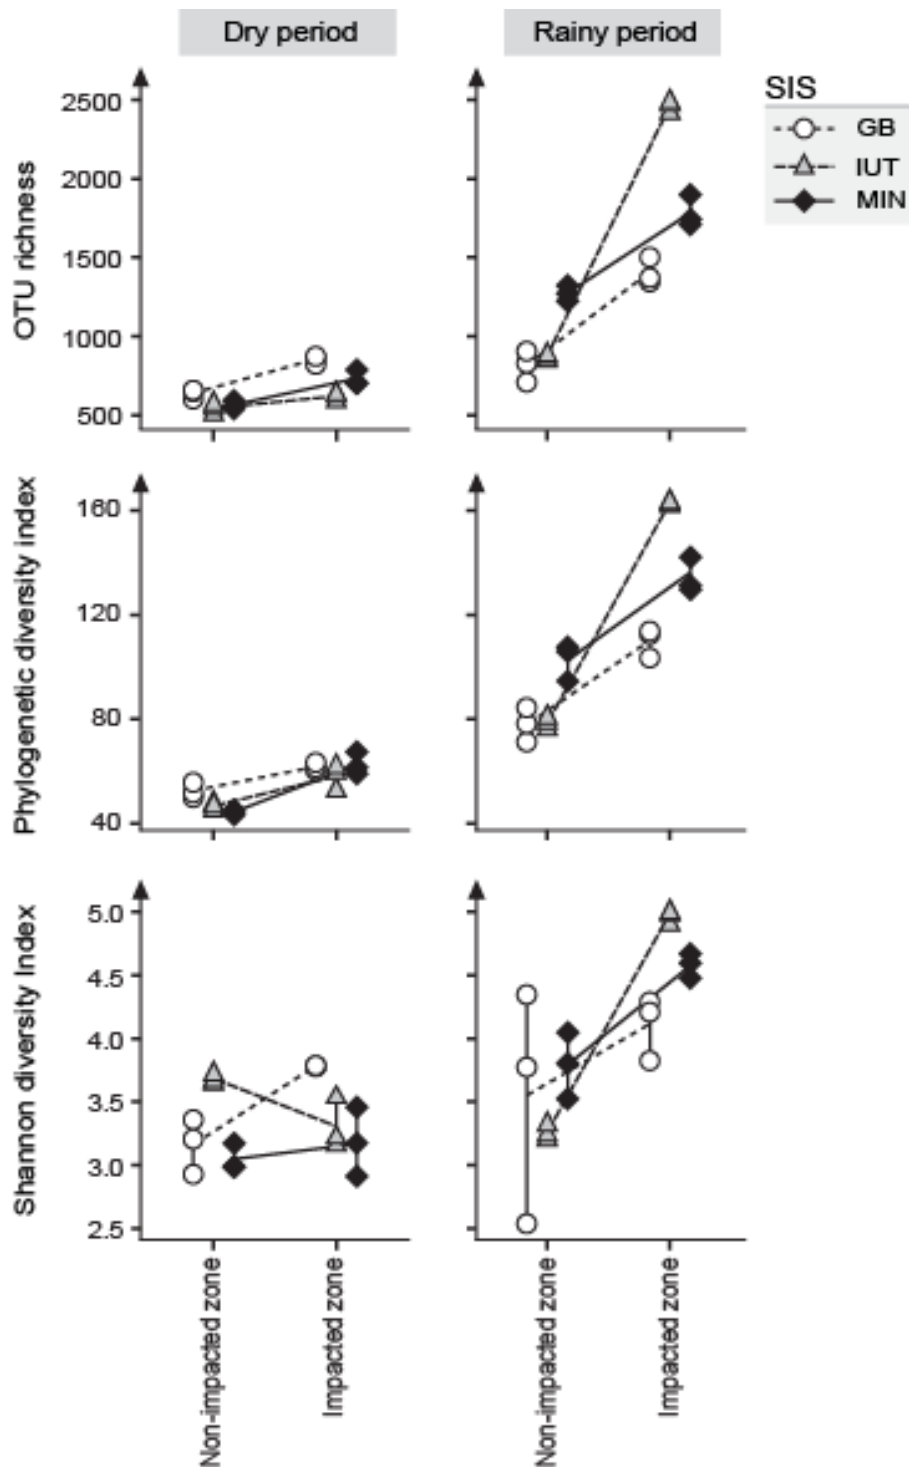 Dry period
Rainy period
SIS
GB
IUT
MIN
OTU richness
2500
2000
1500
1000
500
Phylogenetic diversity index
160
120
80
40
Shannon diversity Index
5.0
4.5
4.0
3.5
3.0
2.5
Non-impacted zone
Impacted zone
Non-impacted zone
Impacted zone